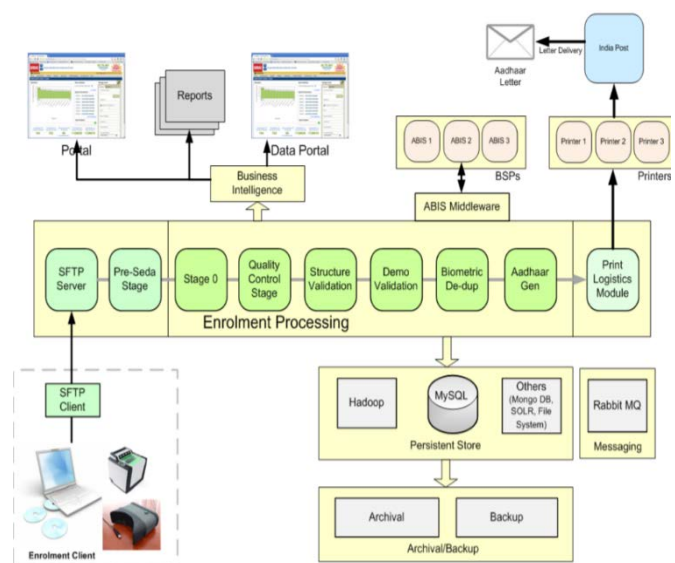 India Post
Letter Delivery
Aadhaar
Letter
Reports
Portal
Data Portal
Business
Intelligence
ABIS 1
ABIS 2
ABIS 3
BSPs
ABIS Middleware
Printer 1
Printer 2
Printer 3
Printers
SFTP
Server
Pre-Seda
Stage
Stage 0
Quality
Control
Stage
Structure
Validation
Demo
Validation
Biometric
De-dup
Aadhaar
Gen
Print
Logistics
Module
Enrolment Processing
SFTP
Client
Enrolment Client
Hadoop
MySQL
Others
(Mongo DB,
SOLR, File
System)
Persistent Store
Rabbit MQ
Messaging
Archival
Backup
Archival/Backup